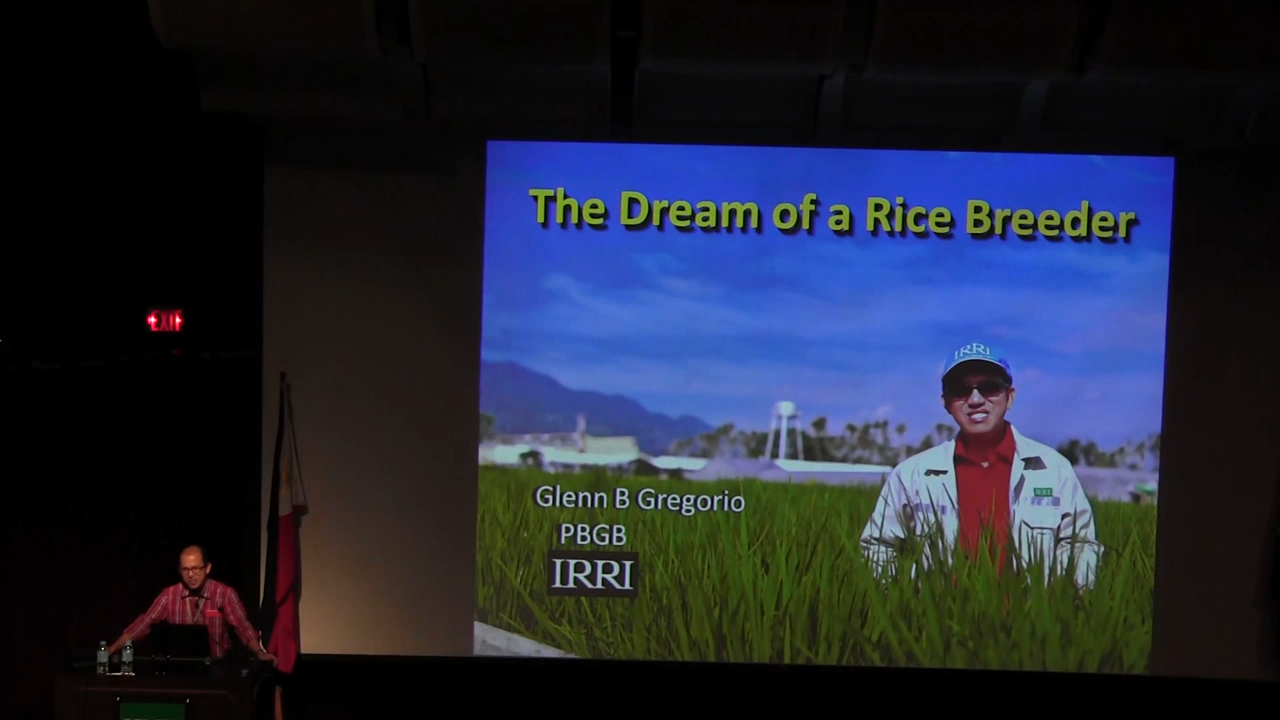 The Dream of a Rice Breeder
IRRI
Glenn B Gregorio
PBGB
IRRI
EXIT